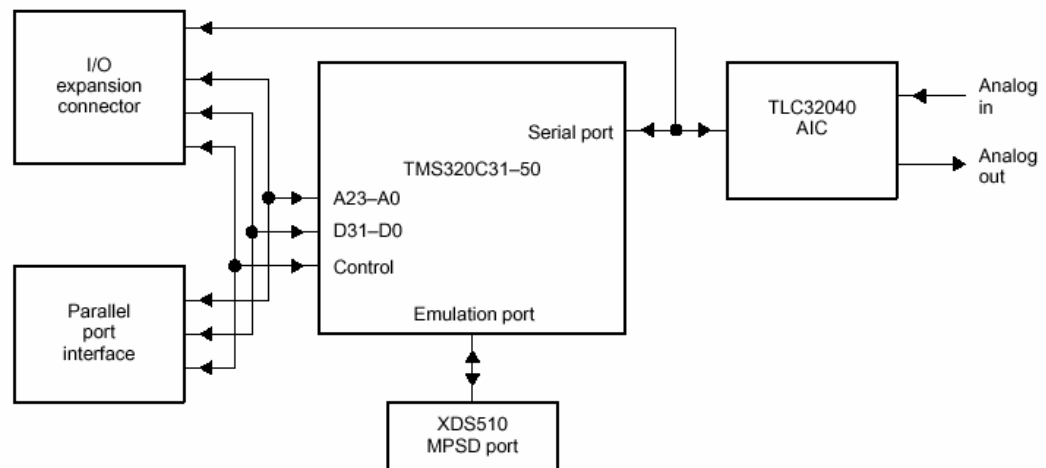 I/O
expansion
connector
Serial port
TMS320C31–50
A23–A0
D31–D0
Control
Emulation port
TLC32040
AIC
Analog
in
Analog
out
Parallel
port
interface
XDS510
MPSD port